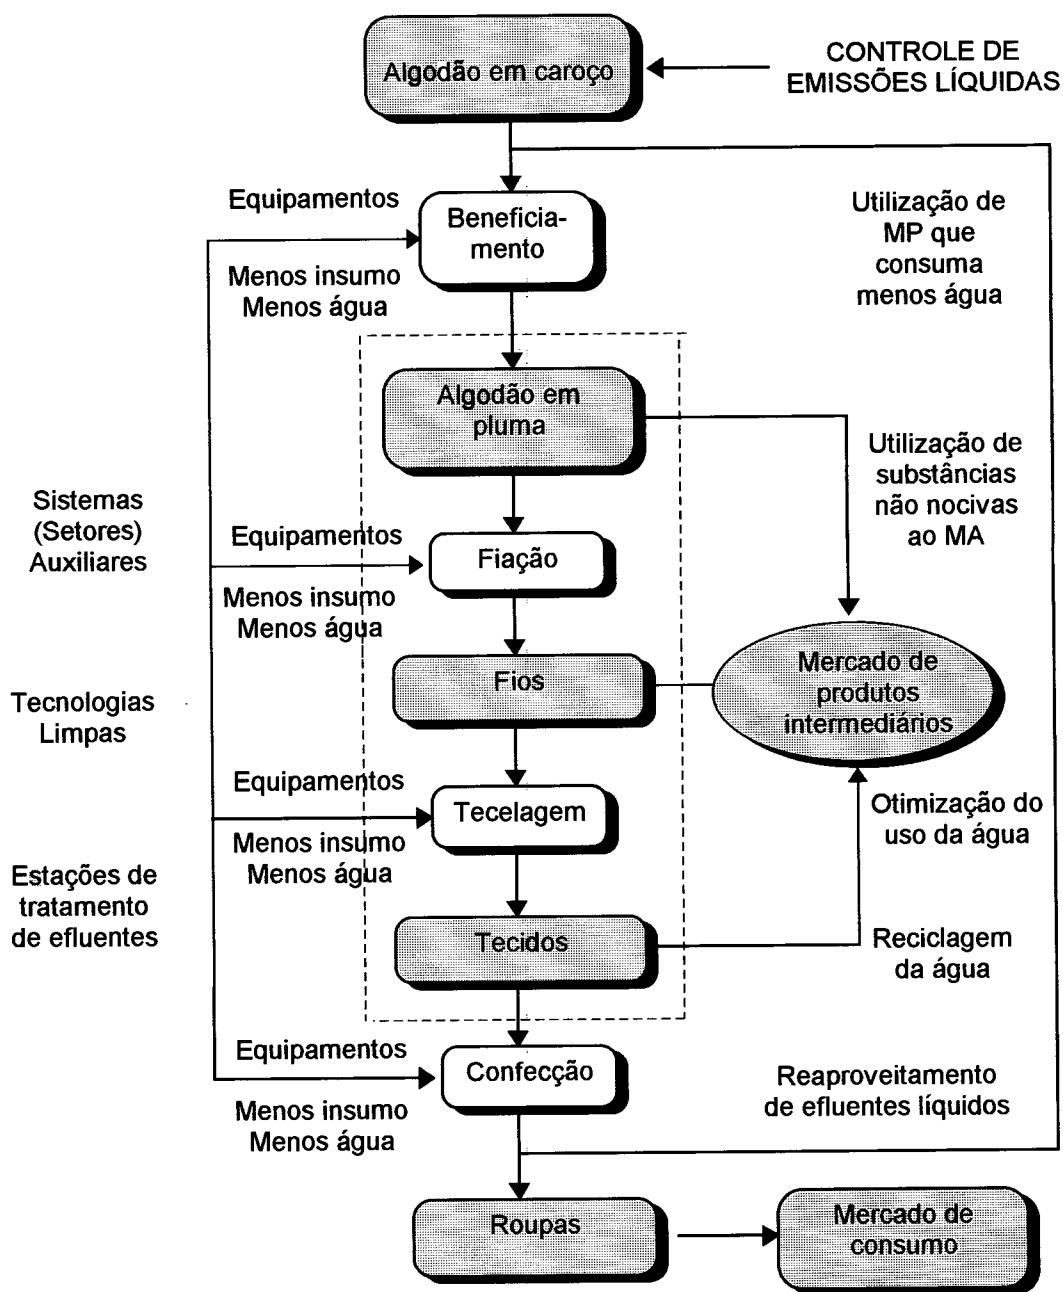 Algodão em caroço
CONTROLE DE
EMISSÕES LÍQUIDAS
Equipamentos
Beneficia-
mento
Menos insumo
Menos água
Utilização de
MP que
consuma
menos água
Algodão em
pluma
Utilização de
substâncias
não nocivas
ao MA
Sistemas
(Setores)
Auxiliares
Equipamentos
Fiação
Menos insumo
Menos água
Fios
Mercado de
produtos
intermediários
Tecnologias
Limpas
Equipamentos
Tecelagem
Menos insumo
Menos água
Otimização do
uso da água
Estações de
tratamento
de efluentes
Tecidos
Reciclagem
da água
Equipamentos
Confecção
Menos insumo
Menos água
Reaproveitamento
de efluentes líquidos
Roupas
Mercado de
consumo